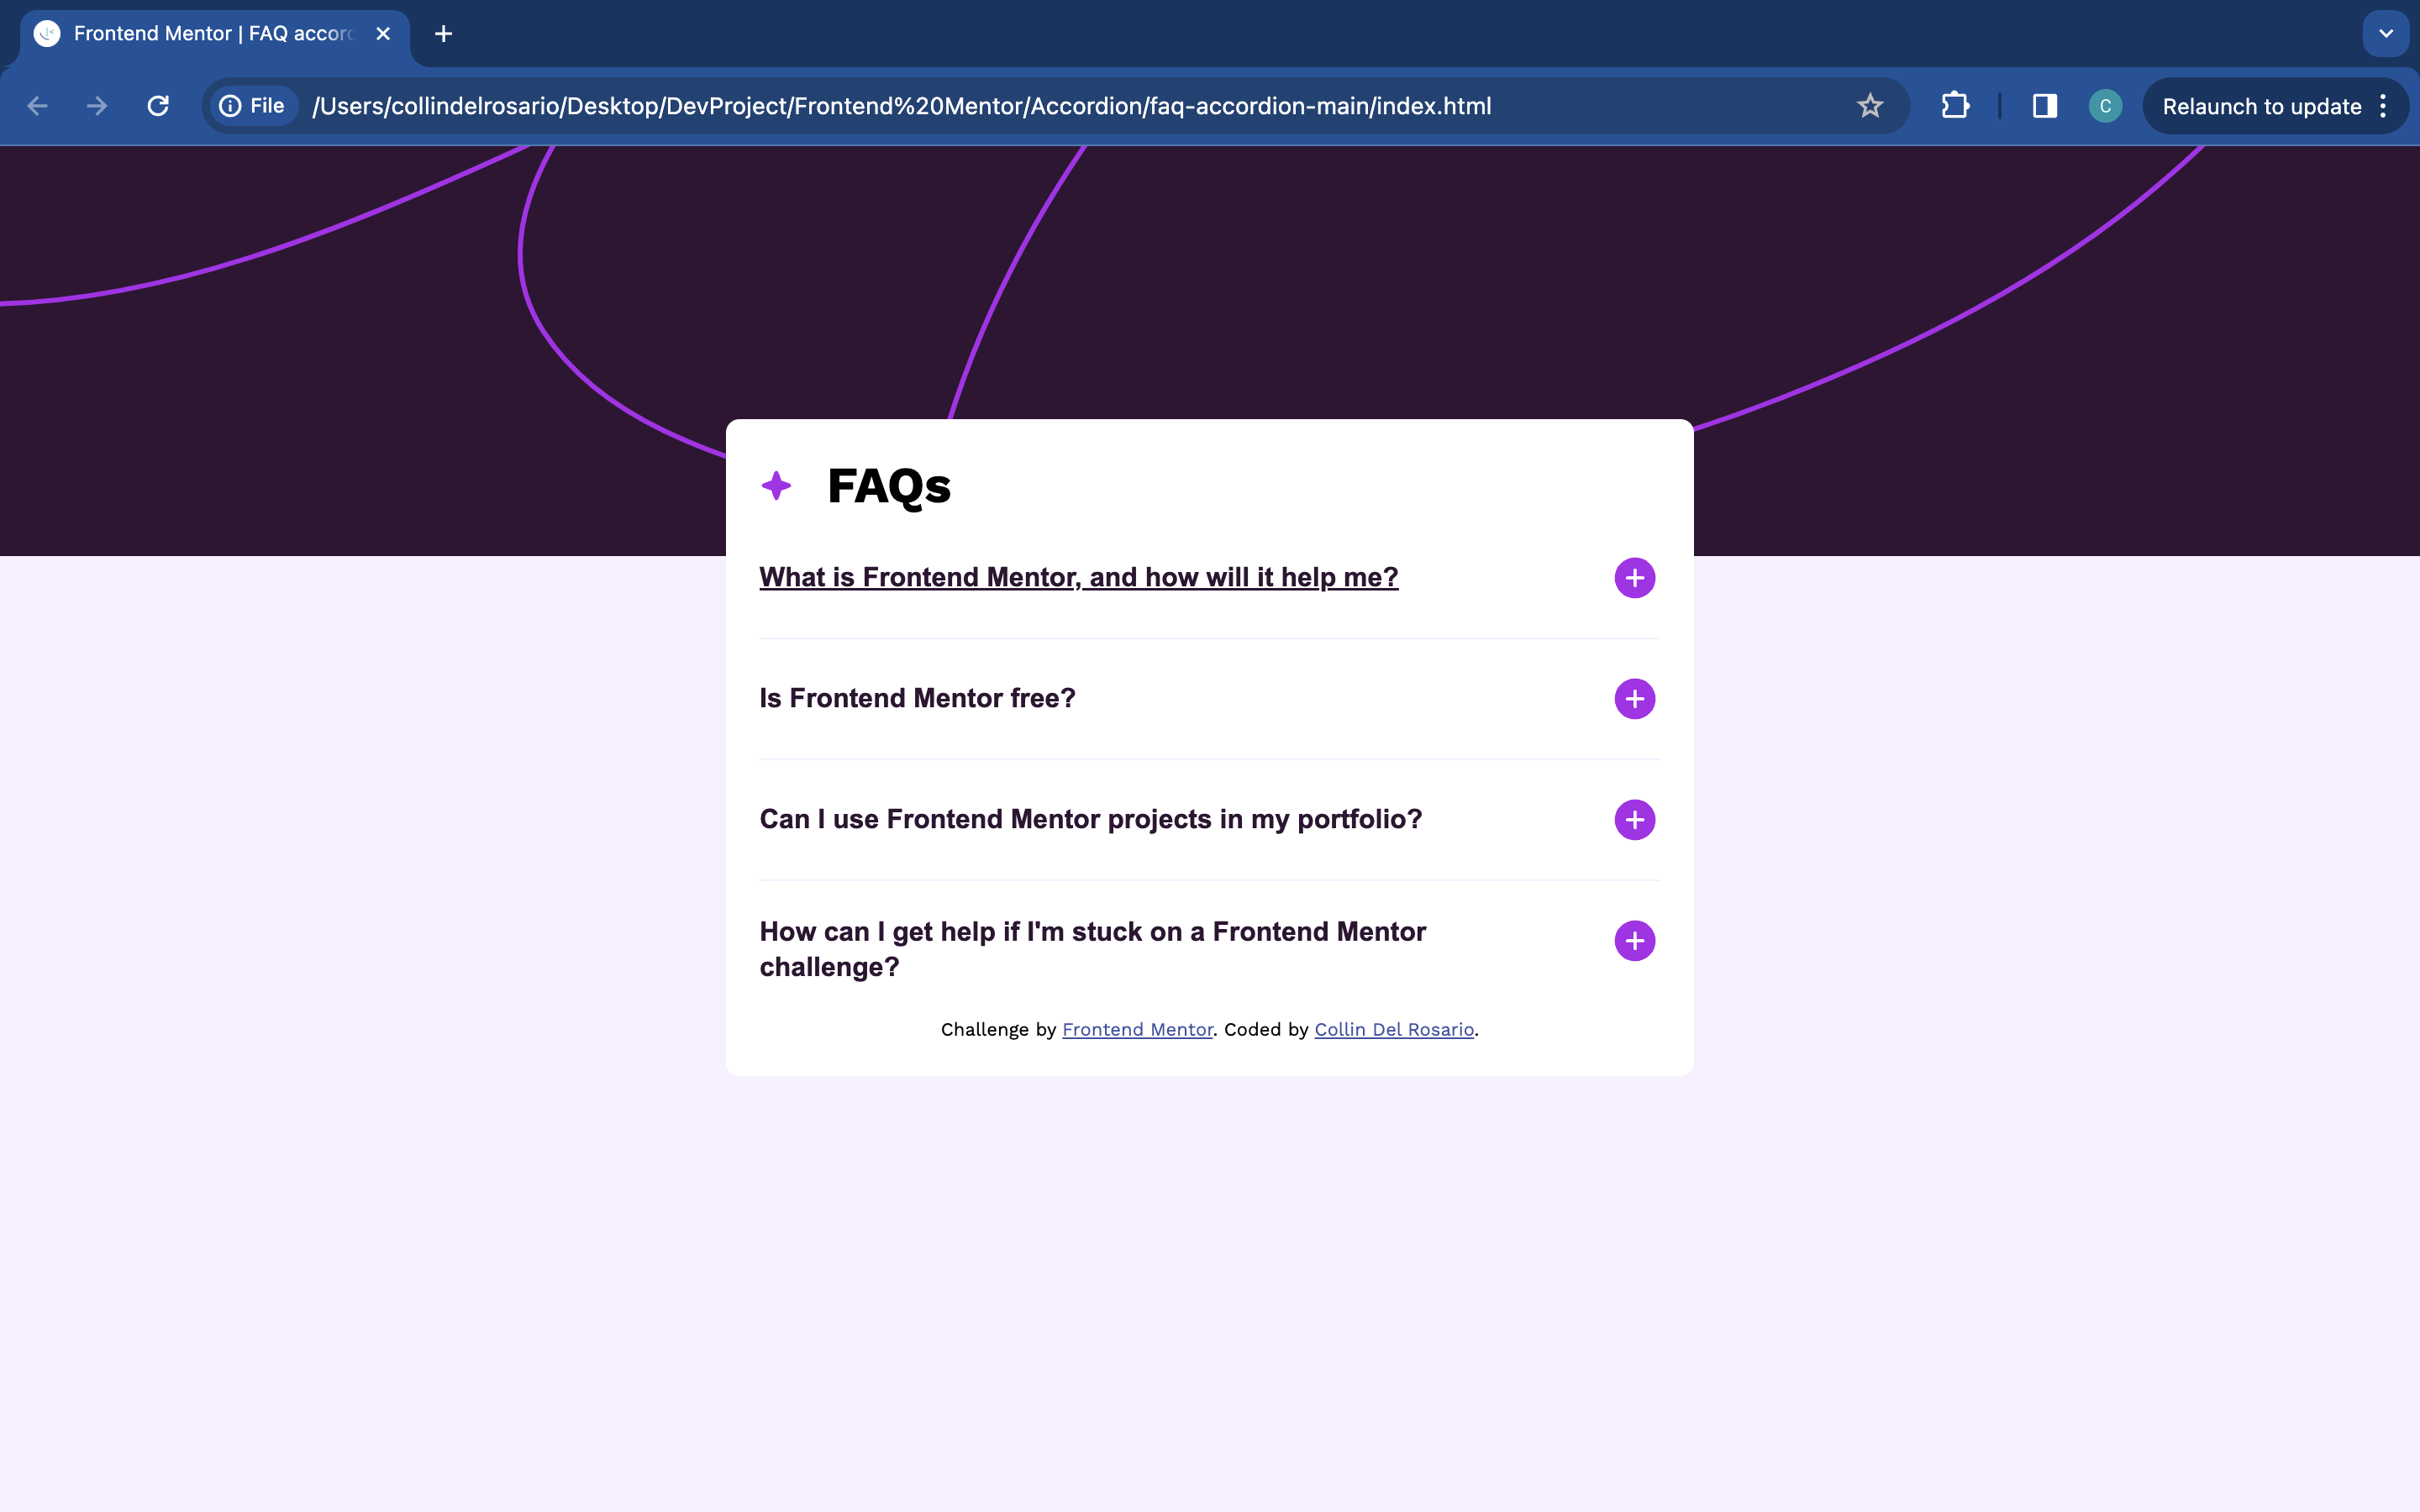 Frontend Mentor | FAQ accord
File
/Users/collindelrosario/Desktop/DevProject/Frontend%20Mentor/Accordion/faq-accordion-main/index.html
C
Relaunch to update
FAQs
What is Frontend Mentor, and how will it help me?
Is Frontend Mentor free?
Can I use Frontend Mentor projects in my portfolio?
How can I get help if I'm stuck on a Frontend Mentor
challenge?
Challenge by Frontend Mentor. Coded by Collin Del Rosario.